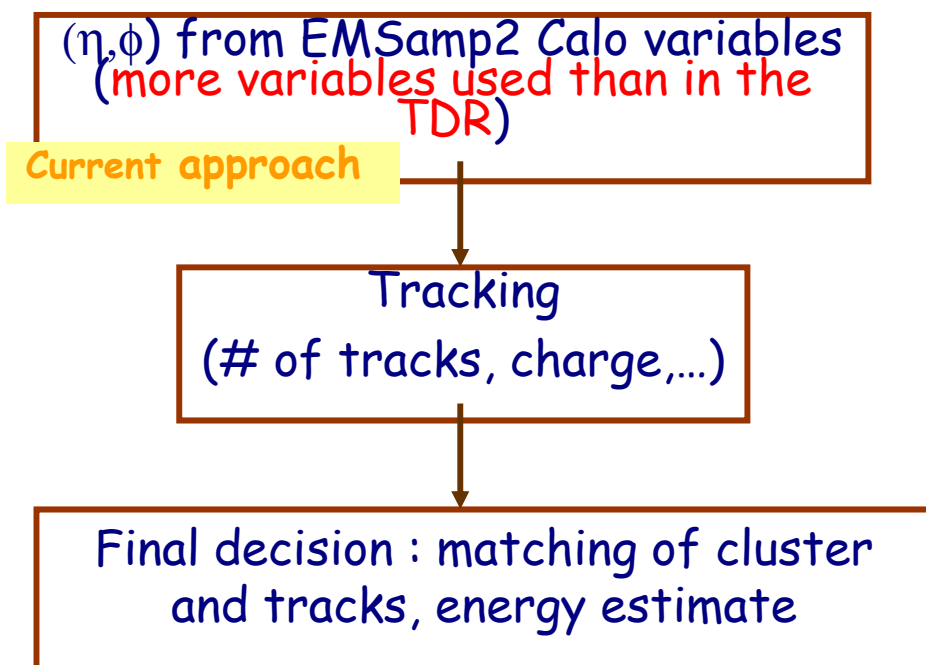 (η,ϕ) from EMSamp2 Calo variables
(more variables used than in the
TDR)
Current approach
Tracking
(# of tracks, charge,…)
Final decision : matching of cluster
and tracks, energy estimate